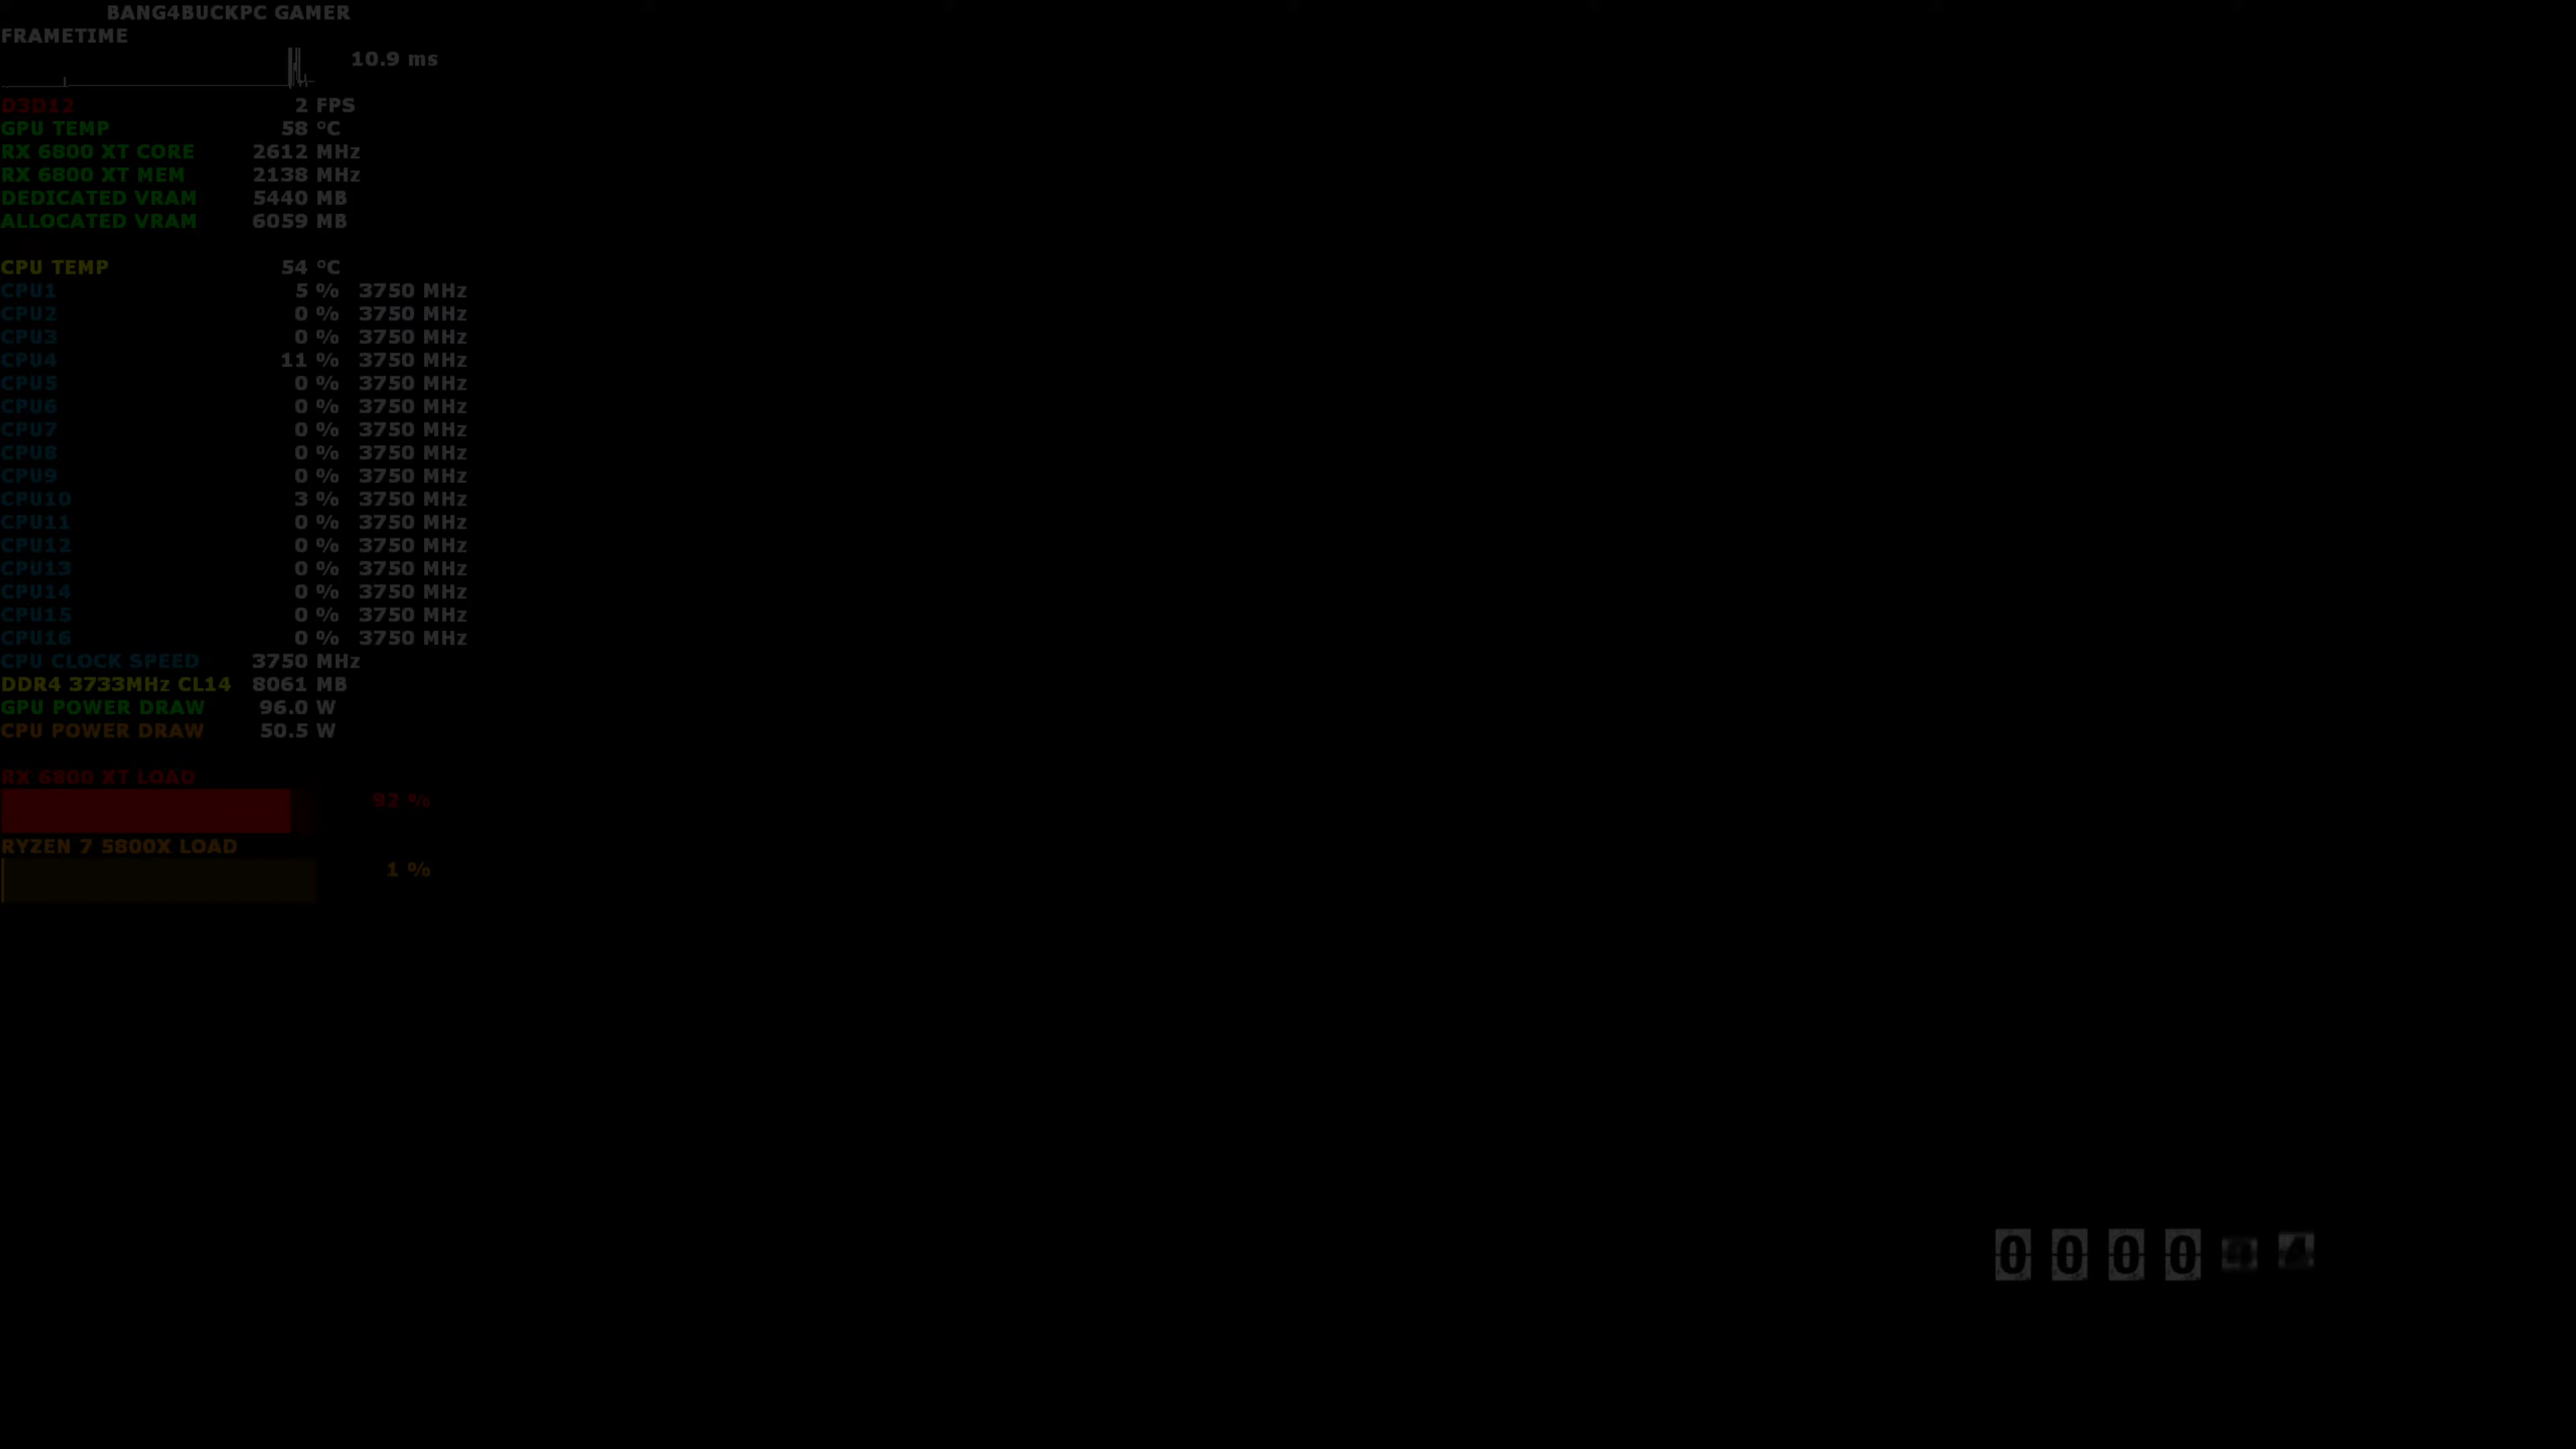 BANG4BUCKPC GAMER
FRAMETIME
10.9 ms
D3D12 2 FPS
GPU TEMP 58 °C
RX 6800 XT CORE 2612 MHz
RX 6800 XT MEM 2138 MHz
DEDICATED VRAM 5440 MB
ALLOCATED VRAM 6059 MB
CPU TEMP 54 °C
CPU1 5 % 3750 MHz
CPU2 0 % 3750 MHz
CPU3 0 % 3750 MHz
CPU4 11 % 3750 MHz
CPU5 0 % 3750 MHz
CPU6 0 % 3750 MHz
CPU7 0 % 3750 MHz
CPU8 0 % 3750 MHz
CPU9 0 % 3750 MHz
CPU10 3 % 3750 MHz
CPU11 0 % 3750 MHz
CPU12 0 % 3750 MHz
CPU13 0 % 3750 MHz
CPU14 0 % 3750 MHz
CPU15 0 % 3750 MHz
CPU16 0 % 3750 MHz
CPU CLOCK SPEED 3750 MHz
DDR4 3733MHz CL14 8061 MB
GPU POWER DRAW 96.0 W
CPU POWER DRAW 50.5 W
RX 6800 XT LOAD
92 %
RYZEN 7 5800X LOAD
1 %
0000